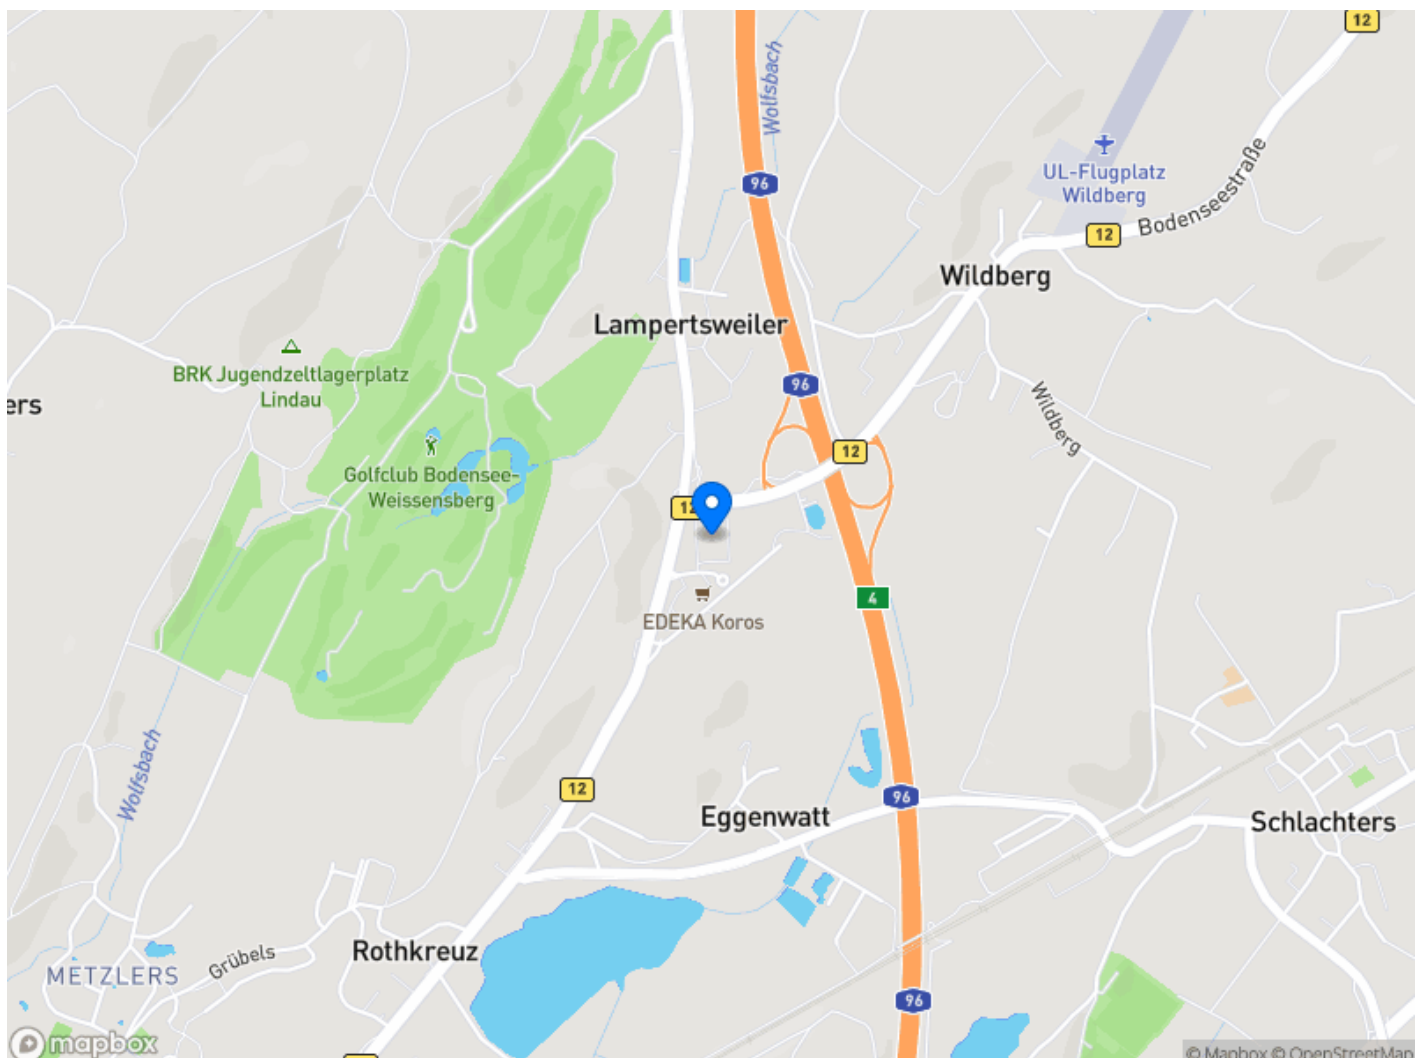 12
Wolfsbach
96
UL-Flugplatz
Wildberg
Bodenseestraße
12
Wildberg
Lampertsweiler
BRK Jugendzeltlagerplatz
Lindau
96
ers
Wildberg
12
Golfclub Bodensee-
Weissensberg
12
4
EDEKA Koros
Wolfsbach
12
96
Eggenwatt
Schlachters
Rothkreuz
Grübels
METZLERS
96
mapbox
© Mapbox © OpenStreetMap